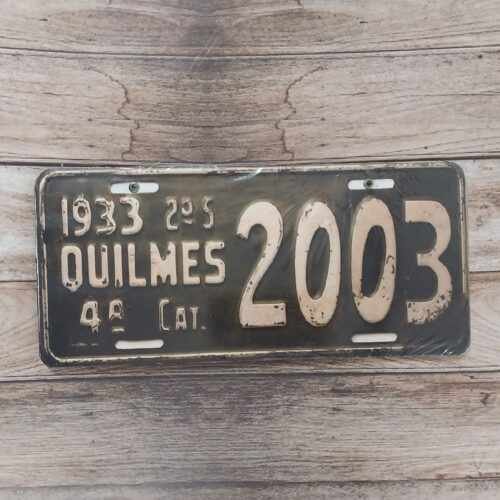 1933 2º S
QUILMES
4ª Cat.
2003